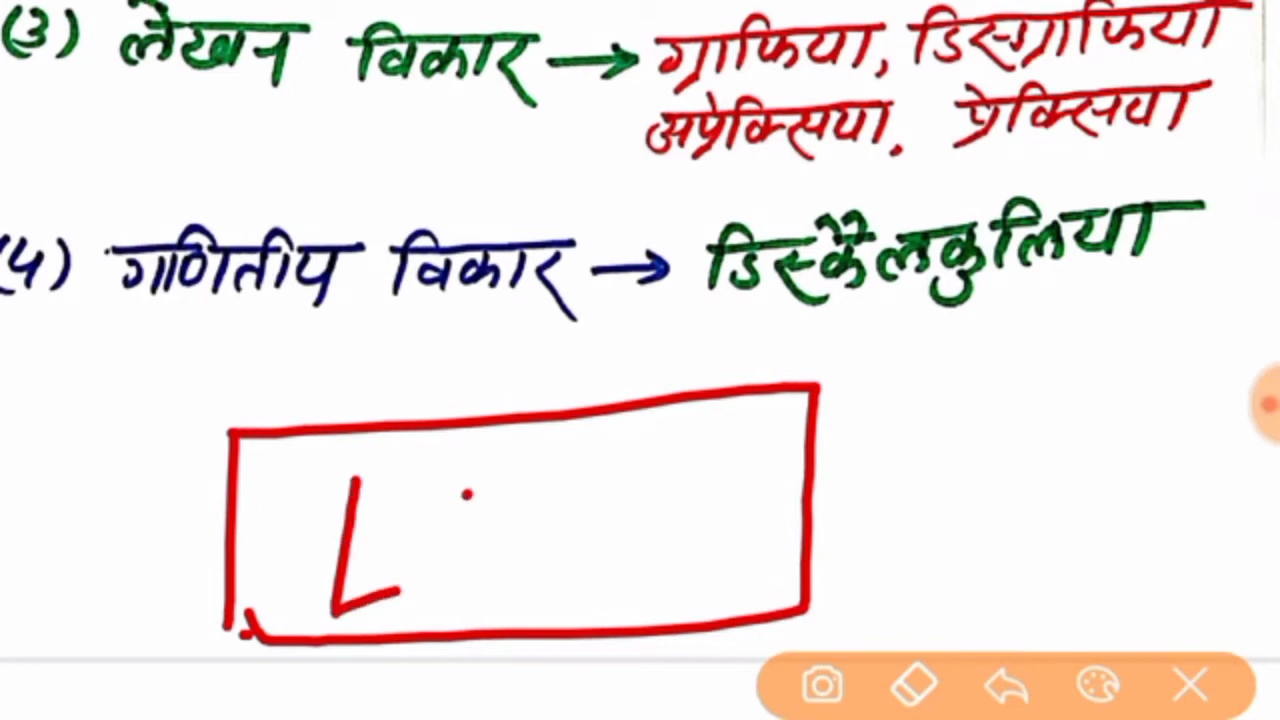 (3) लेखन विकार → ग्राफिया, डिस्ग्राफिया
अप्रेक्सिया. प्रेक्सिया
(4) गणितीय विकार → डिस्कैलकुलिया
L